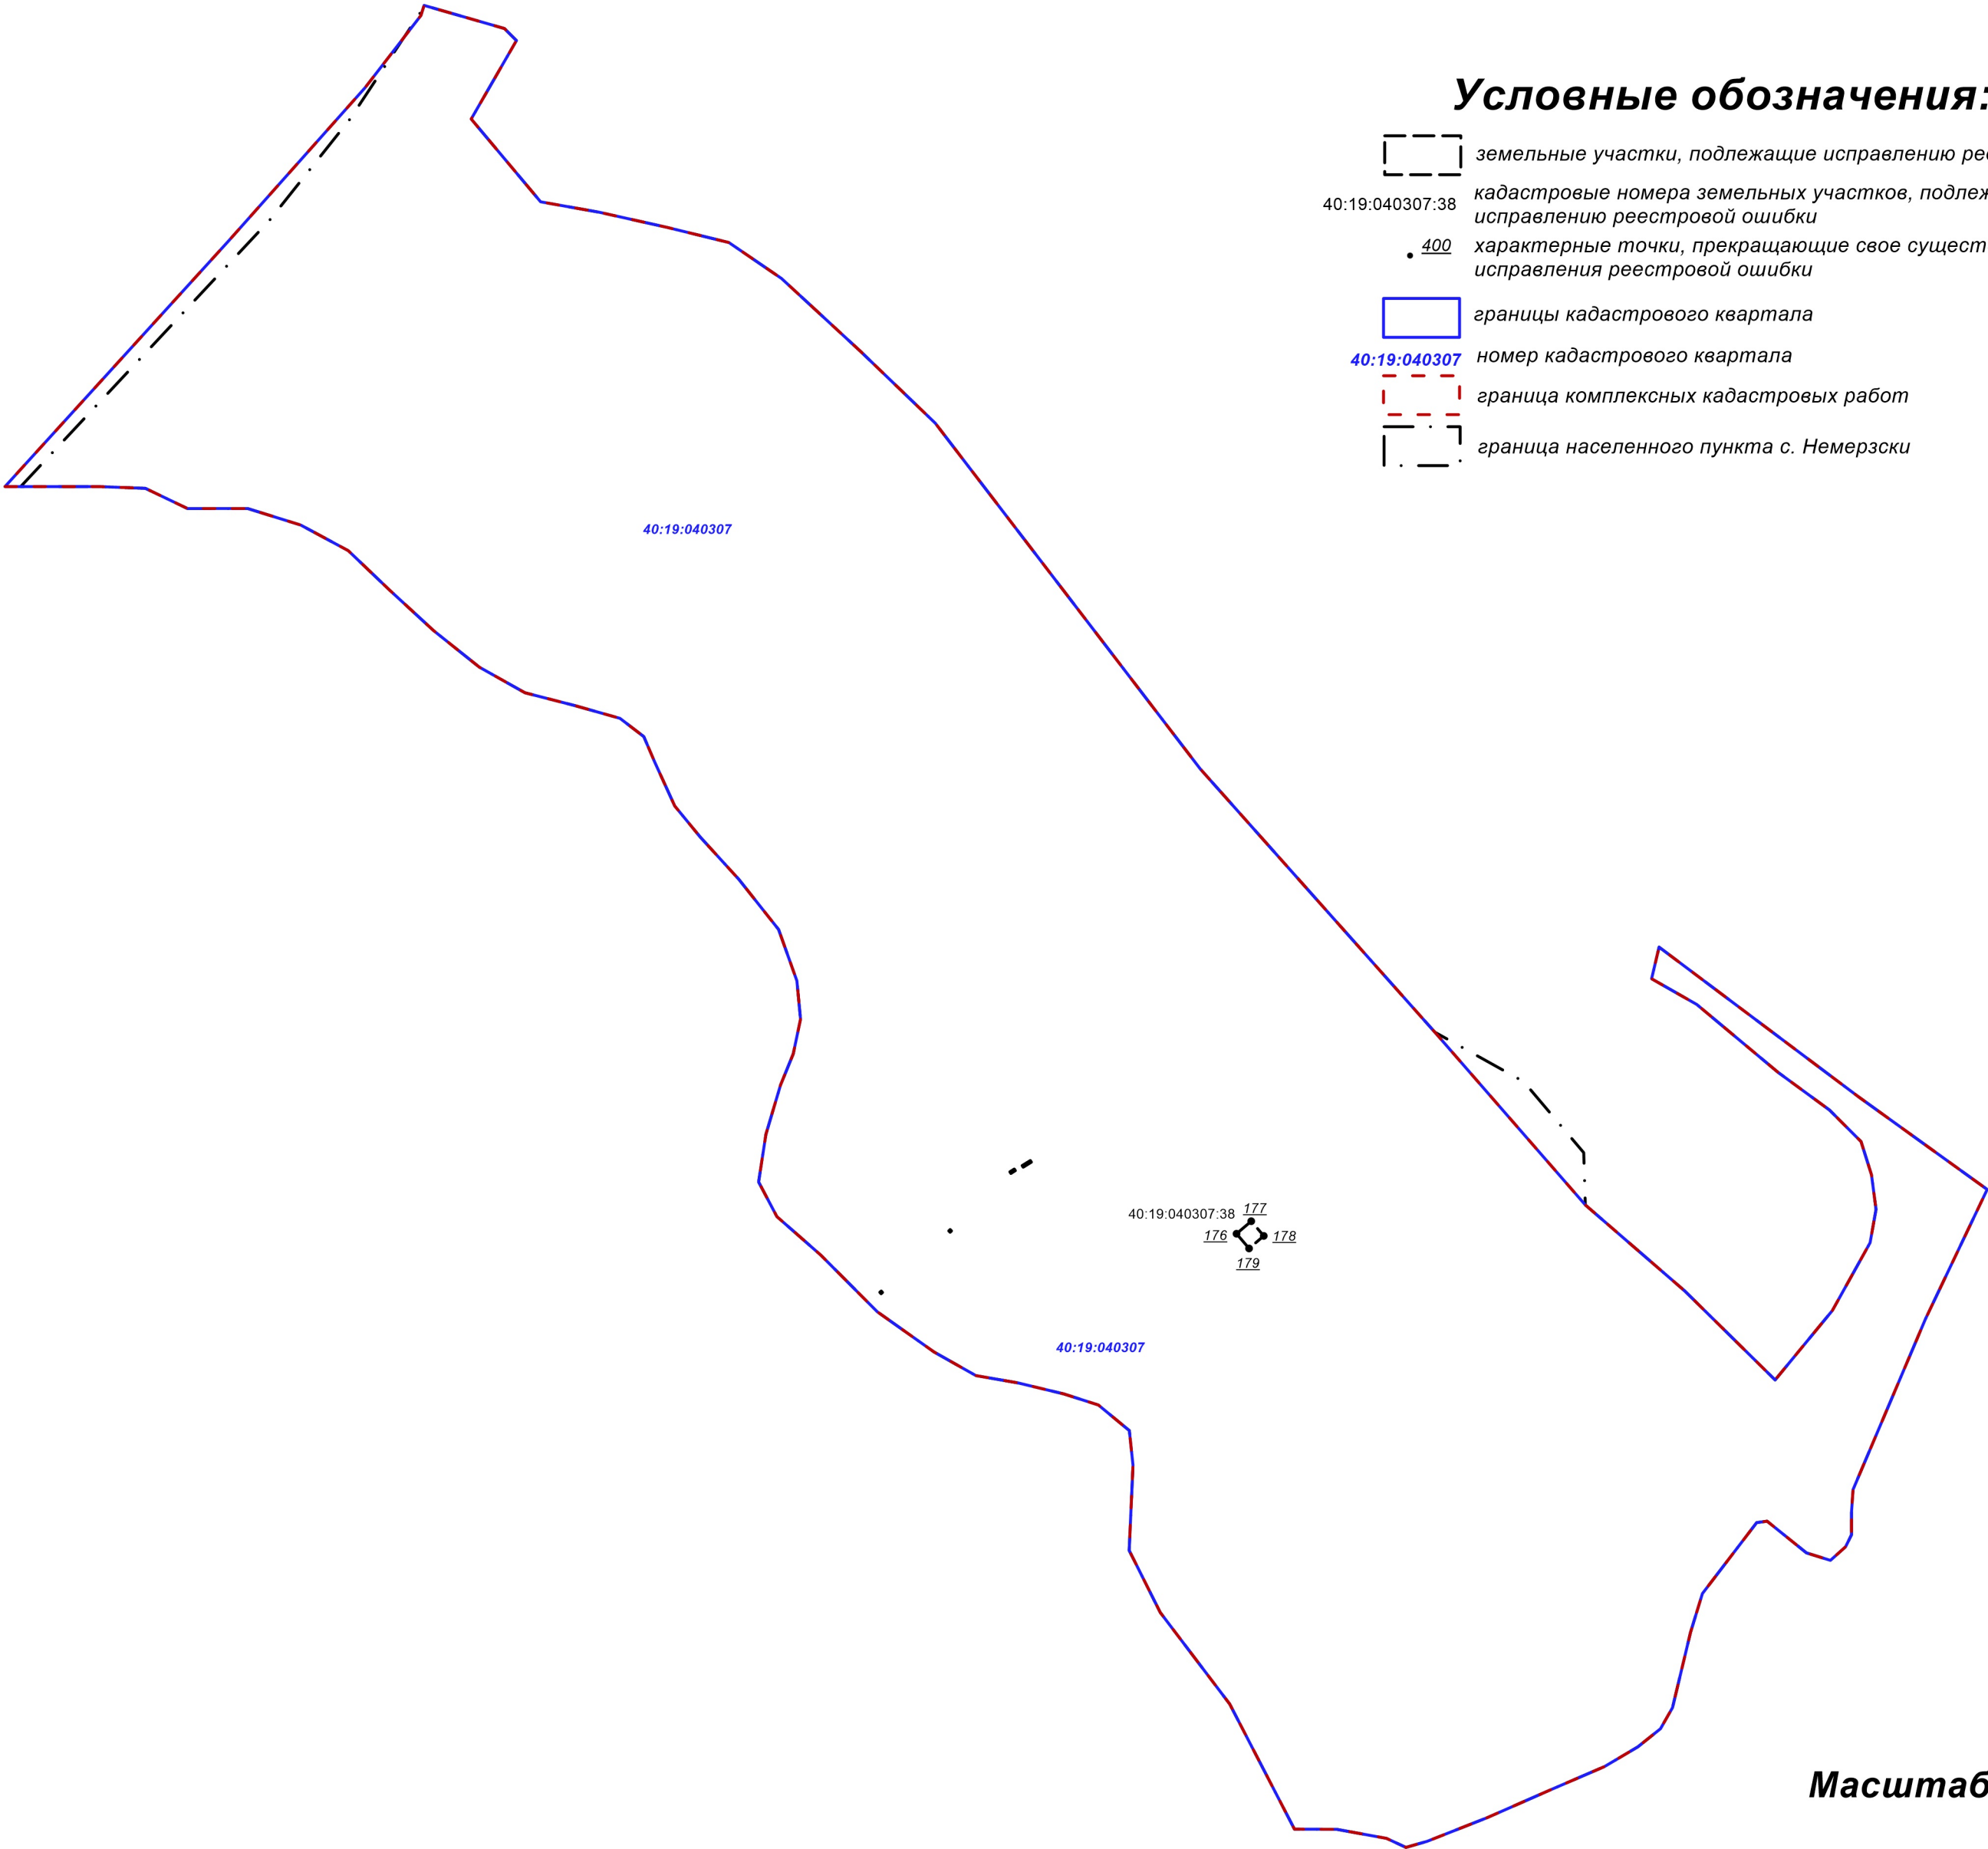 Условные обозначения:
земельные участки, подлежащие исправлению
40:19:040307:38
кадастровые номера земельных участков,
исправлению реестровой ошибки
400
характерные точки, прекращающие свое
исправления реестровой ошибки
границы кадастрового квартала
40:19:040307
номер кадастрового квартала
граница комплексных кадастровых работ
граница населенного пункта с. Немерзски
40:19:040307
40:19:040307:38
177
176
178
179
40:19:040307
Масштаб